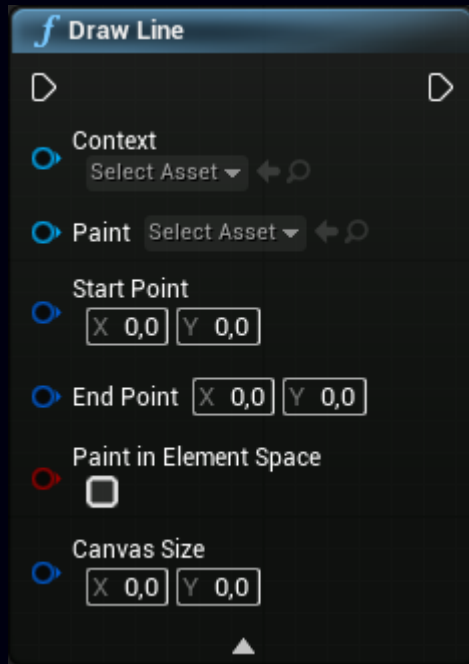 f Draw Line
Context
Select Asset
Paint Select Asset
Start Point
X 0,0 Y 0,0
End Point X 0,0 Y 0,0
Paint in Element Space
Canvas Size
X 0,0 Y 0,0